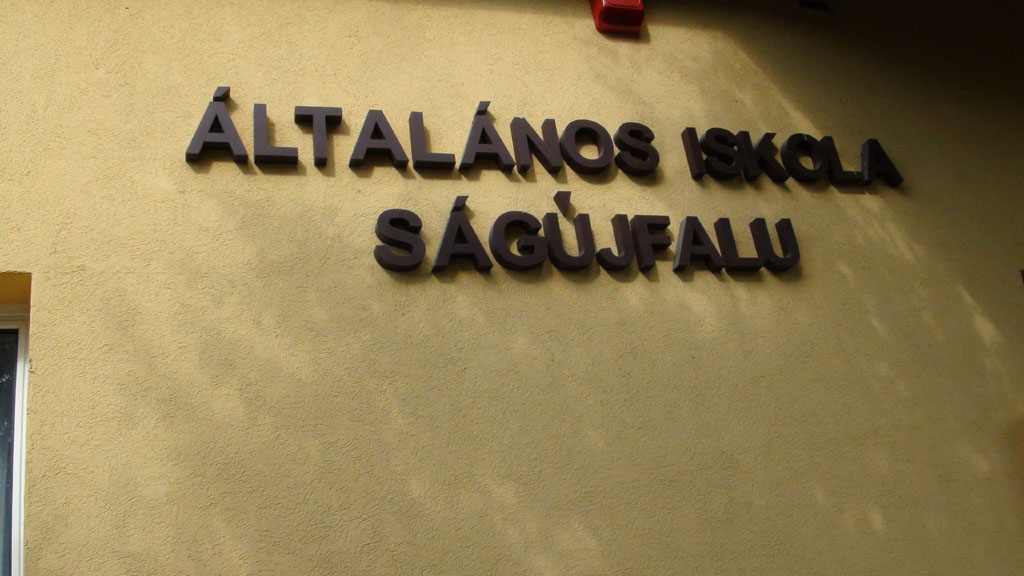 ÁLTALÁNOS ISKOLA
SÁGÚJFALU